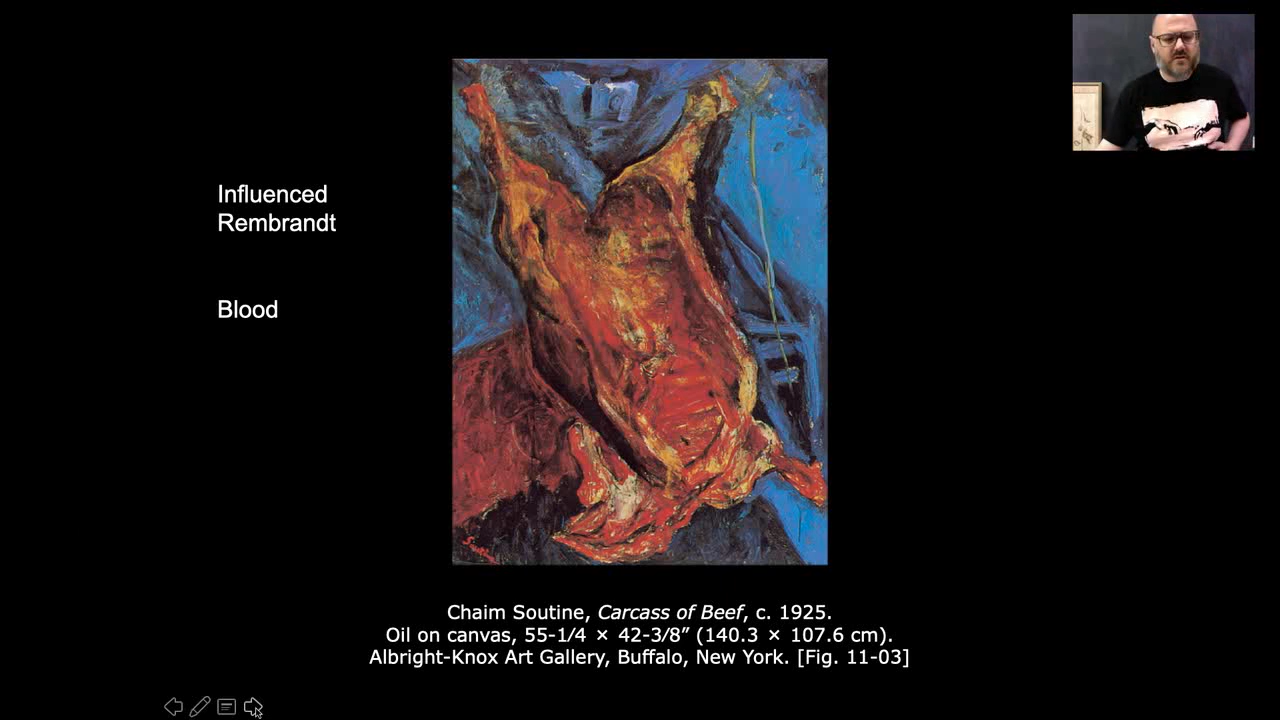 Influenced
Rembrandt
Blood
Chaim Soutine, Carcass of Beef, c. 1925.
Oil on canvas, 55-1/4 × 42-3/8” (140.3 × 107.6 cm).
Albright-Knox Art Gallery, Buffalo, New York. [Fig. 11-03]